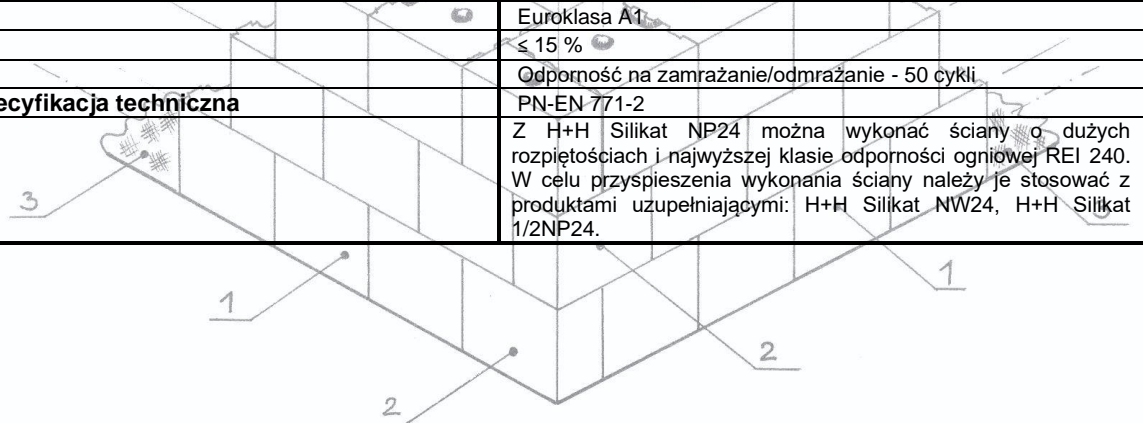 Euroklasa A1
≤ 15 %
Odporność na zamrażanie/odmrażanie - 50 cykli
ecyfikacja techniczna PN-EN 771-2
Z H+H Silikat NP24 można wykonać ściany o dużych
rozpiętościach i najwyższej klasie odporności ogniowej REI 240.
W celu przyspieszenia wykonania ściany należy je stosować z
produktami uzupełniającymi: H+H Silikat NW24, H+H Silikat
1/2NP24.
3
1
1
2
2